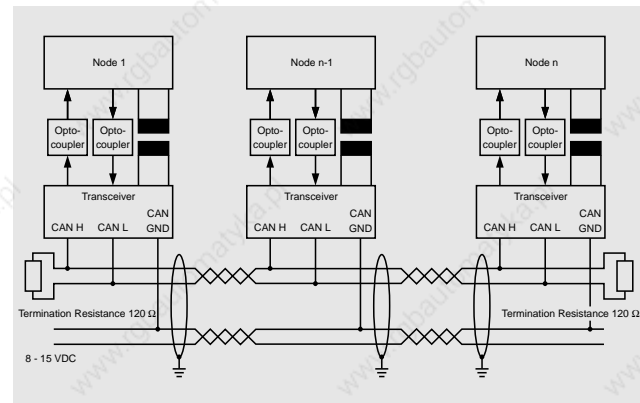 Node 1
Node n-1
Node n
Opto-
coupler
Opto-
coupler
Opto-
coupler
Opto-
coupler
Opto-
coupler
Opto-
coupler
Transceiver
CAN H CAN L CAN
GND
Transceiver
CAN H CAN L CAN
GND
Transceiver
CAN H CAN L CAN
GND
Termination Resistance 120 Ω
Termination Resistance 120 Ω
8 - 15 VDC